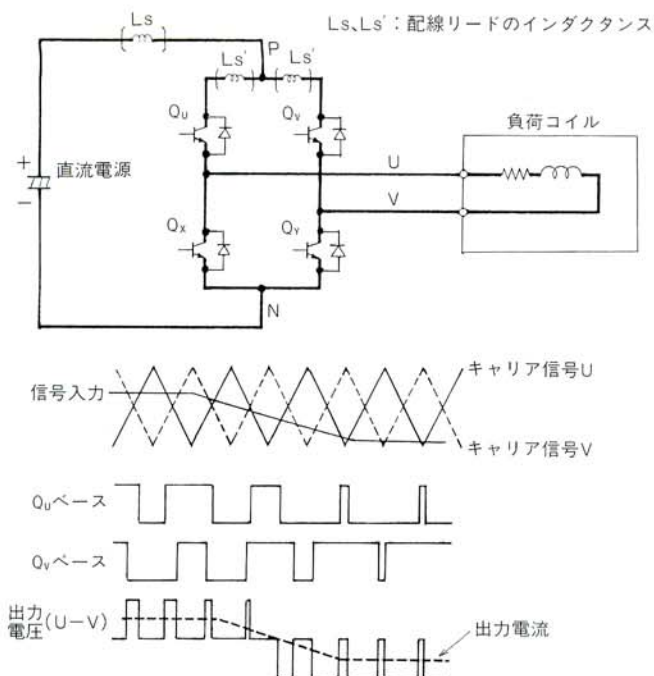 Ls
Ls、Ls′：配線リードのインダクタンス
P
Ls′
Ls′
QU
QV
負荷コイル
＋
直流電源
−
U
V
QX
QY
N
信号入力
キャリア信号U
キャリア信号V
QUベース
QVベース
出力
電圧(U−V)
出力電流